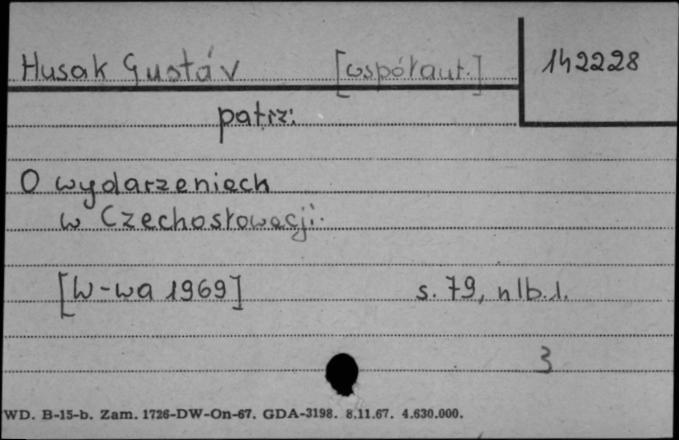 Husak Gustáv [współaut.] 142228
patrz:
O wydarzeniach
w Czechosłowacji.
[W-wa 1969] s. 79, nlb. 1.
3
WD. B-15-b. Zam. 1726-DW-On-67. GDA-3198. 8.11.67. 4.630.000.